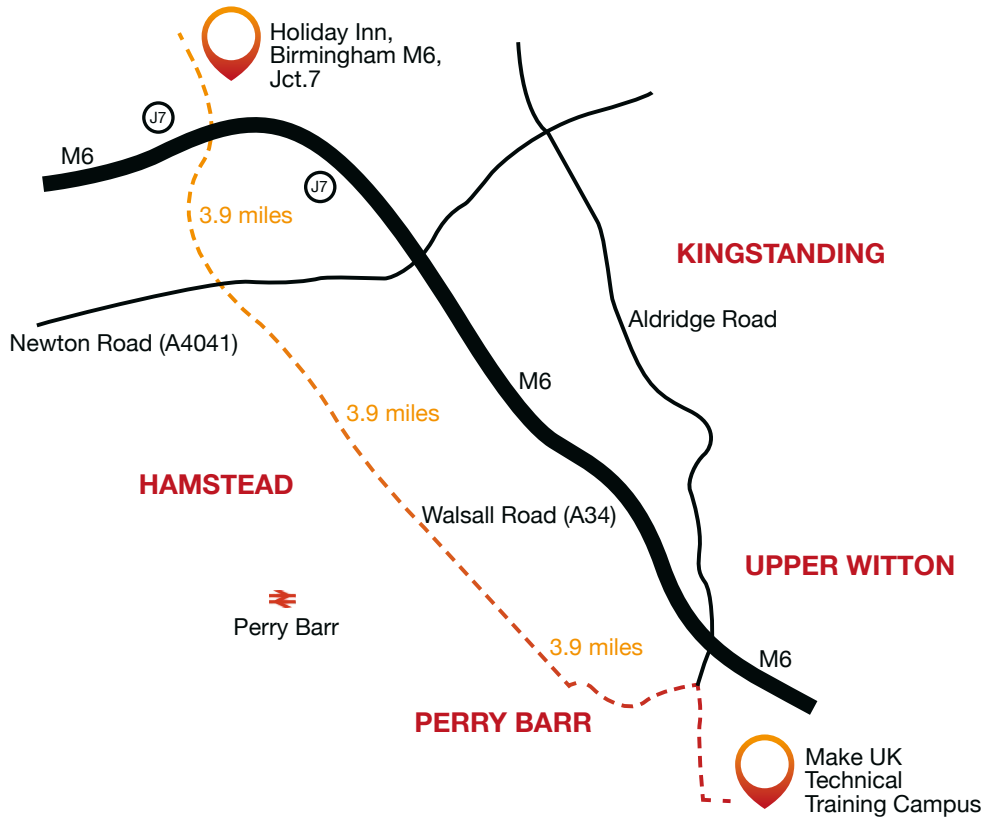 Holiday Inn,
Birmingham M6,
Jct.7
J7
M6
J7
3.9 miles
KINGSTANDING
Aldridge Road
Newton Road (A4041)
M6
3.9 miles
HAMSTEAD
Walsall Road (A34)
UPPER WITTON
Perry Barr
3.9 miles
M6
PERRY BARR
Make UK
Technical
Training Campus